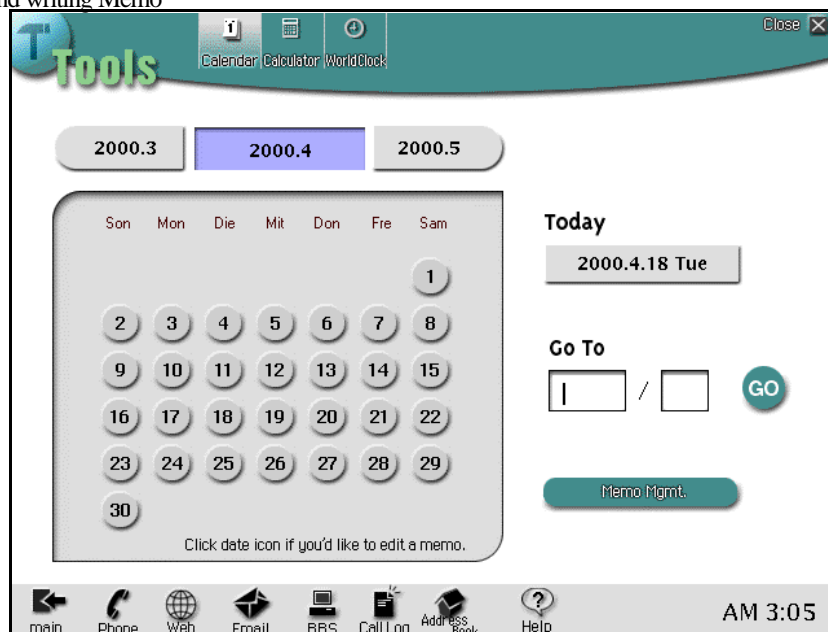 nd writing Memo
Close
Tools
Calendar Calculator WorldClock
2000.3 2000.4 2000.5
Son Mon Die Mit Don Fre Sam
1
2 3 4 5 6 7 8
9 10 11 12 13 14 15
16 17 18 19 20 21 22
23 24 25 26 27 28 29
30
Click date icon if you'd like to edit a memo.
Today
2000.4.18 Tue
Go To
/ GO
Memo Mgmt.
main Phone Web Email BBS Call Log Address Book Help
AM 3:05